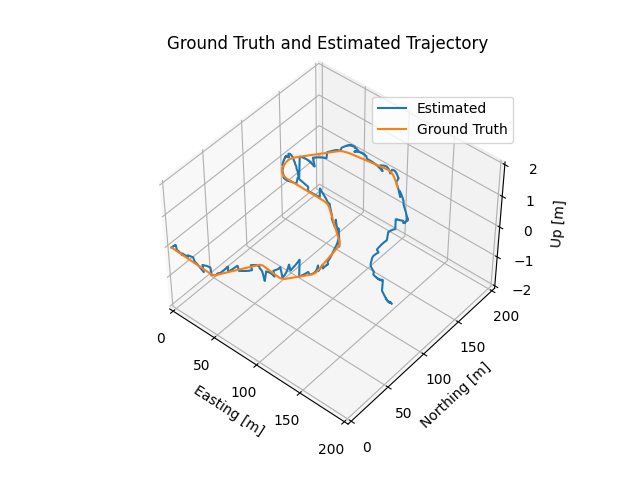 Ground Truth and Estimated Trajectory
Estimated
Ground Truth
2
1
0
−1
−2
Up [m]
0
50
100
150
200
Easting [m]
0
50
100
150
200
Northing [m]